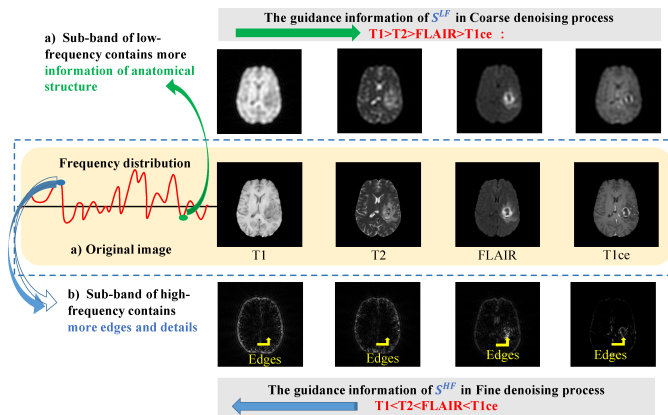 The guidance information of S^LF in Coarse denoising process
T1>T2>FLAIR>T1ce :
a) Sub-band of low-
frequency contains more
information of anatomical
structure
Frequency distribution
a) Original image
T1
T2
FLAIR
T1ce
b) Sub-band of high-
frequency contains
more edges and details
Edges
Edges
Edges
Edges
The guidance information of S^HF in Fine denoising process
T1<T2<FLAIR<T1ce